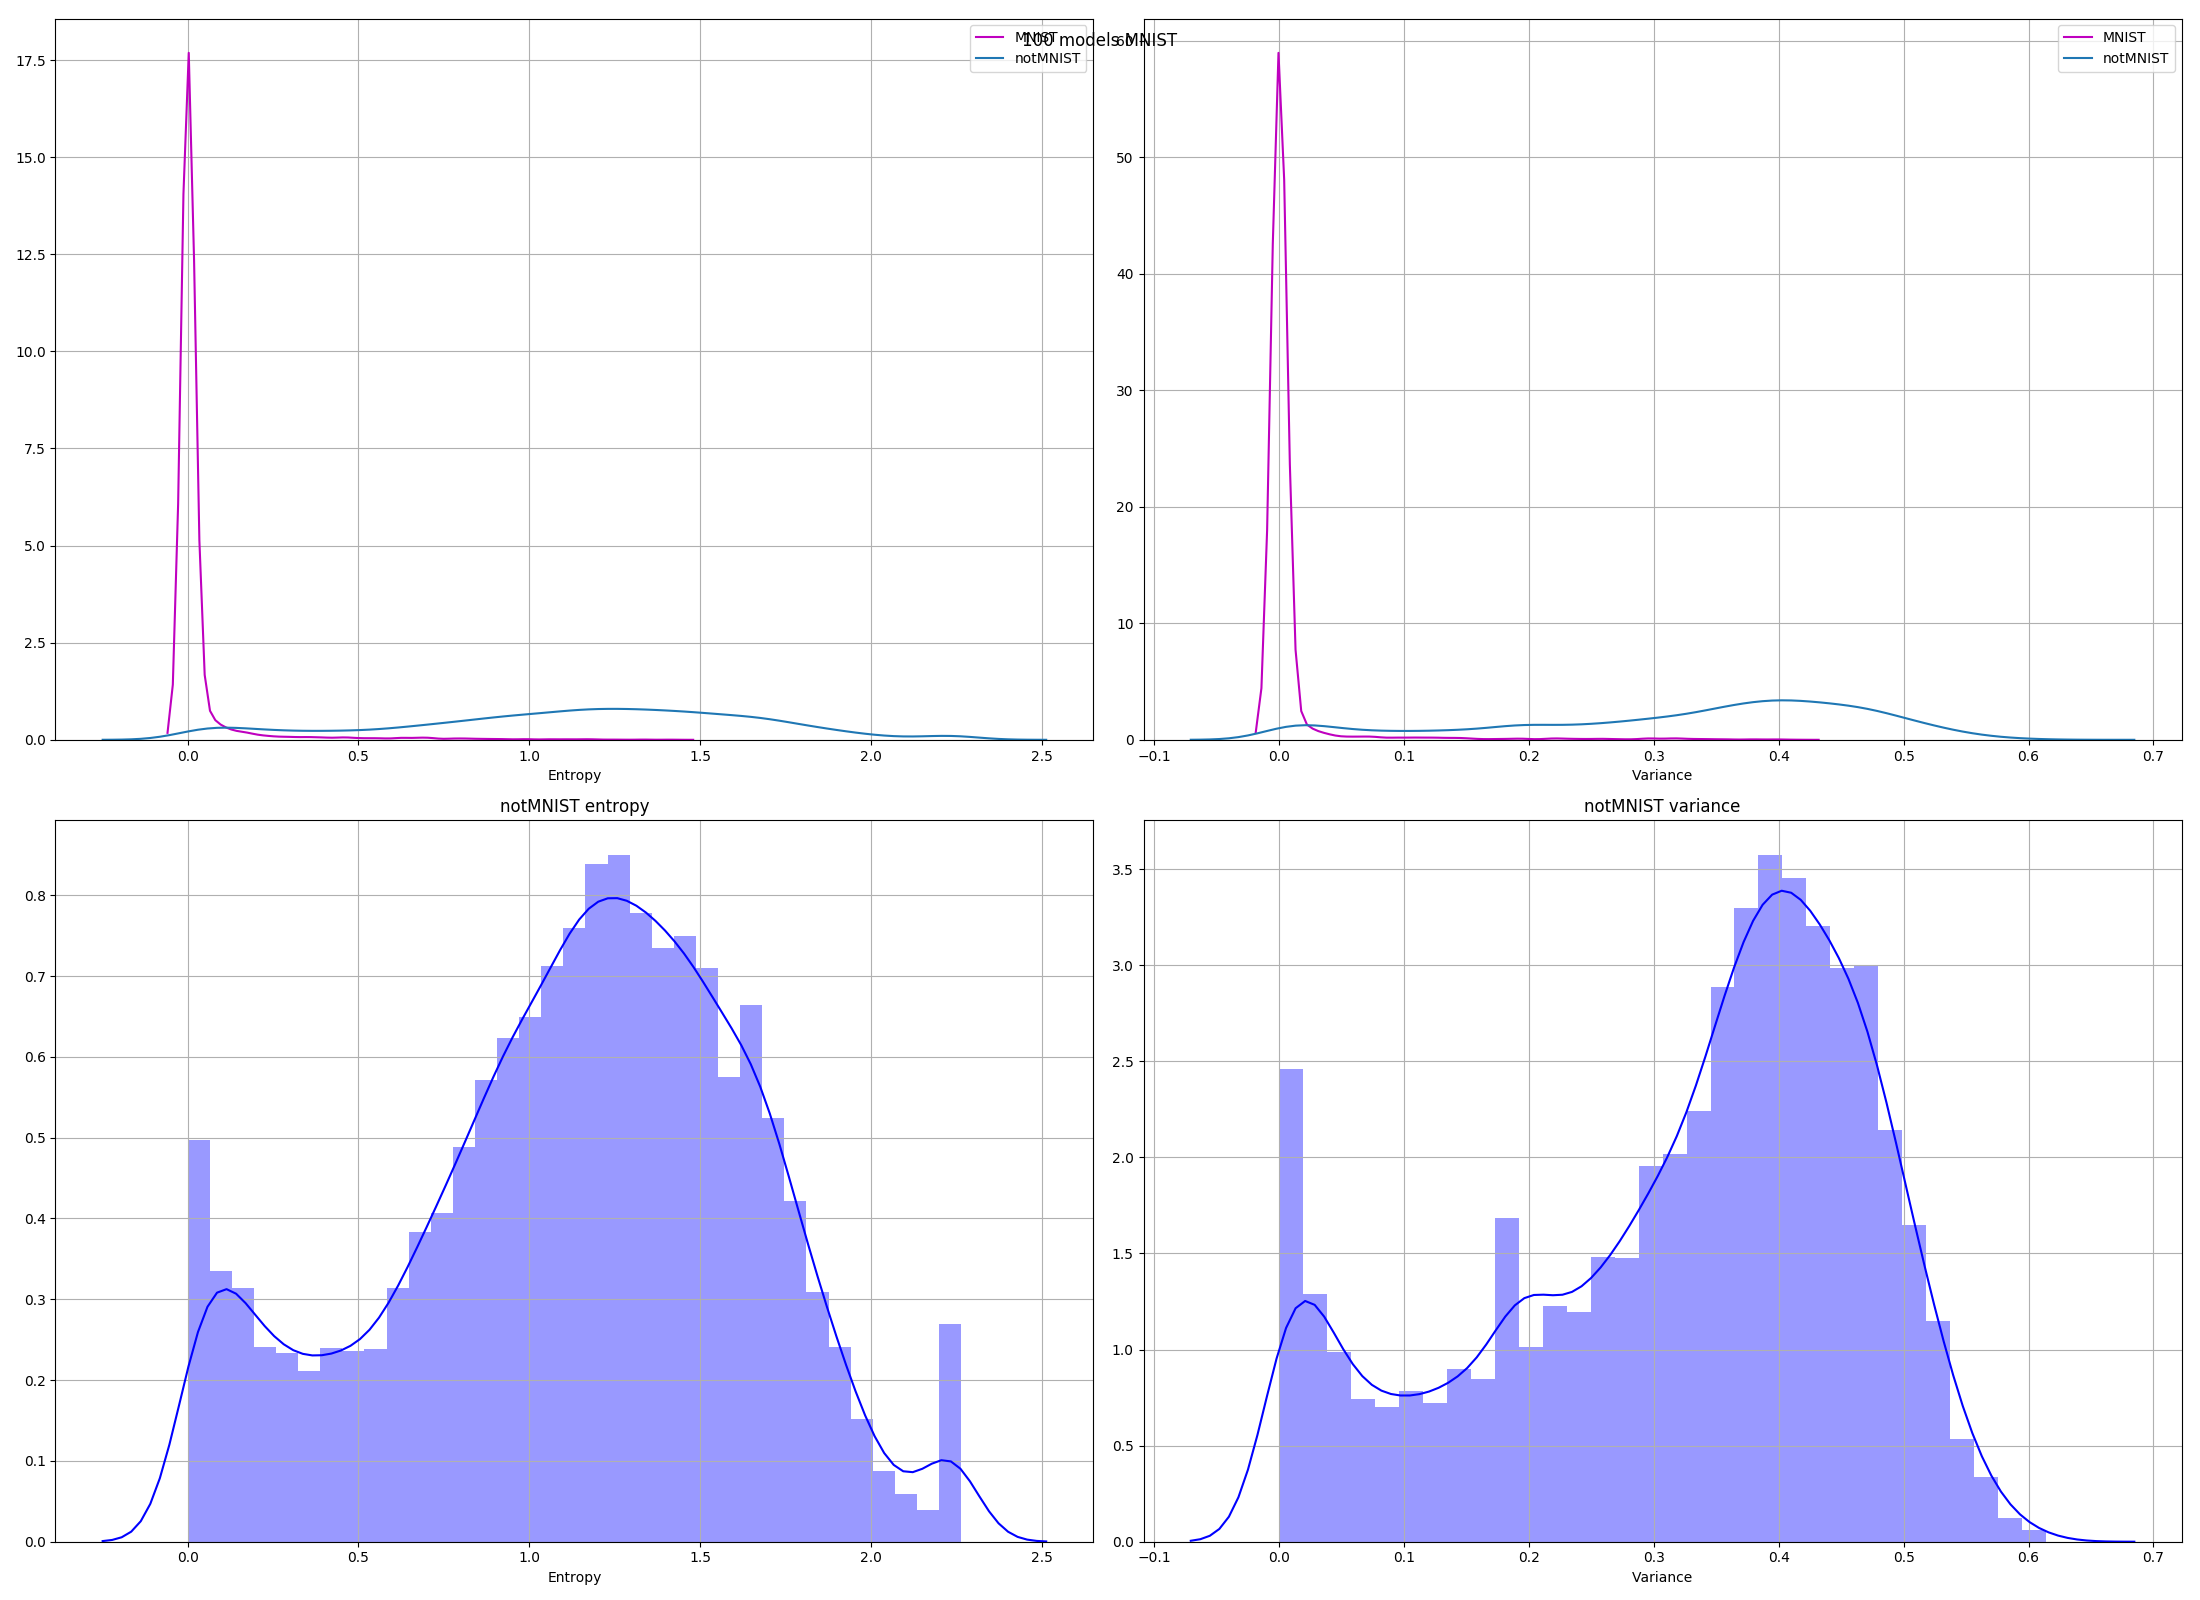 100 models MNIST
MNIST
notMNIST
17.5
15.0
12.5
10.0
7.5
5.0
2.5
0.0
0.0 0.5 1.0 1.5 2.0 2.5
Entropy
MNIST
notMNIST
60
50
40
30
20
10
0
−0.1 0.0 0.1 0.2 0.3 0.4 0.5 0.6 0.7
Variance
notMNIST entropy
0.8
0.7
0.6
0.5
0.4
0.3
0.2
0.1
0.0
0.0 0.5 1.0 1.5 2.0 2.5
Entropy
notMNIST variance
3.5
3.0
2.5
2.0
1.5
1.0
0.5
0.0
−0.1 0.0 0.1 0.2 0.3 0.4 0.5 0.6 0.7
Variance